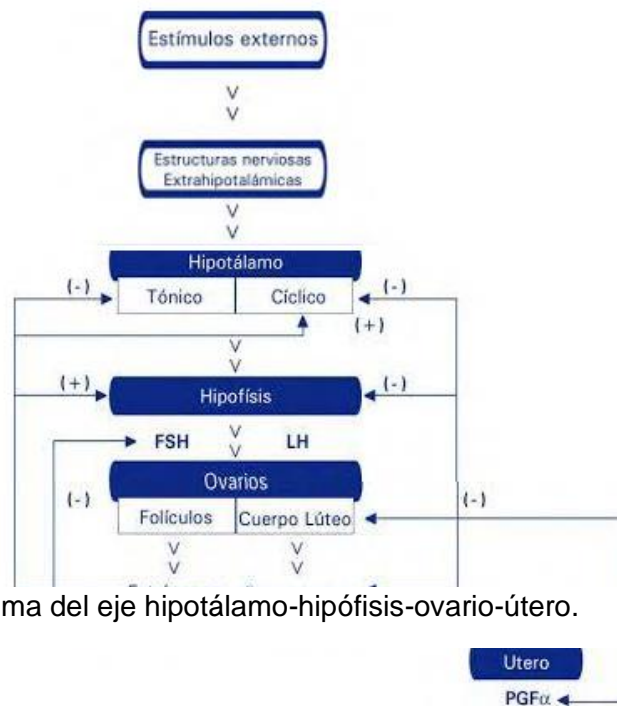 Estímulos externos
Estructuras nerviosas
Extrahipotalámicas
Hipotálamo
(-) Tónico Cíclico (-)
(+)
(+) Hipofísis (-)
FSH LH
Ovarios
(-) (-)
Folículos Cuerpo Lúteo
ma del eje hipotálamo-hipófisis-ovario-útero.
Utero
PGFα